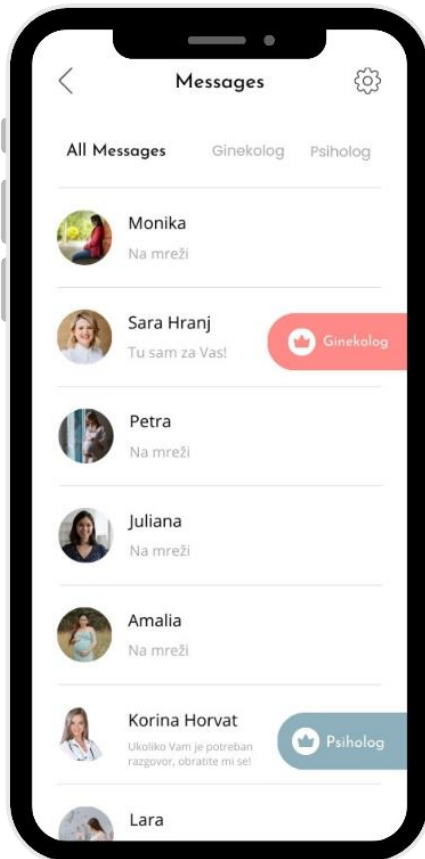 Messages
All Messages Ginekolog Psiholog
Monika
Na mreži
Sara Hranj
Tu sam za Vas!
Ginekolog
Petra
Na mreži
Juliana
Na mreži
Amalia
Na mreži
Korina Horvat
Ukoliko Vam je potreban
razgovor, obratite mi se!
Psiholog
Lara